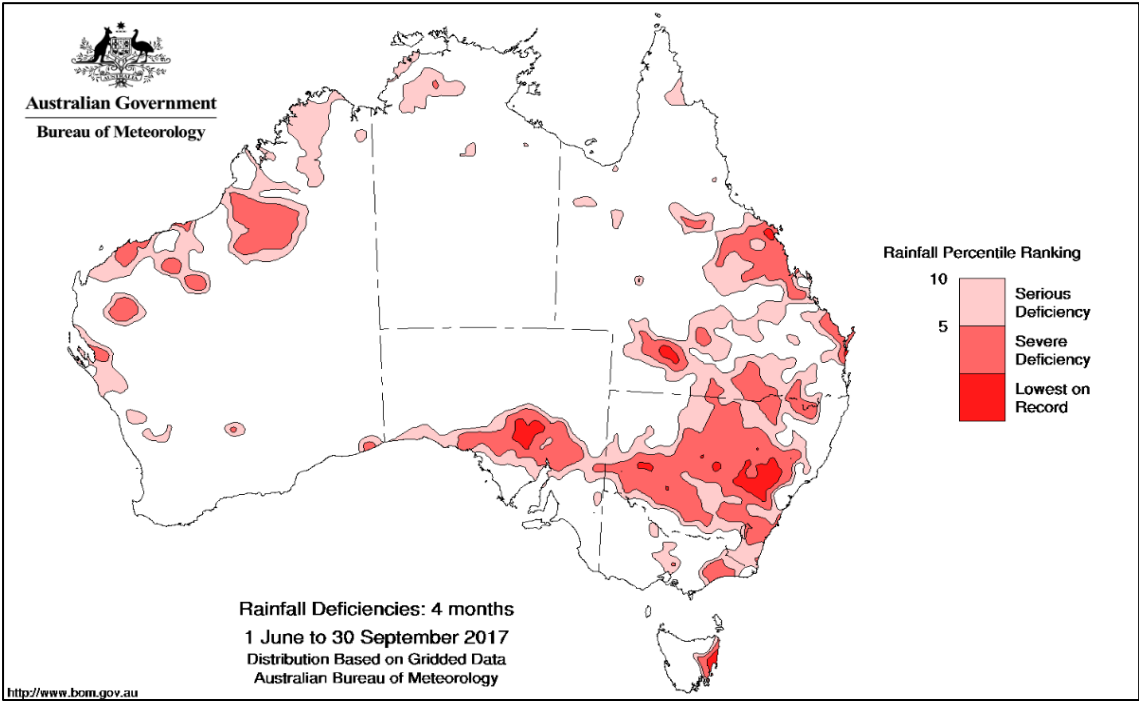 Australian Government
Bureau of Meteorology
Rainfall Percentile Ranking
10
Serious
Deficiency
5
Severe
Deficiency
Lowest on
Record
Rainfall Deficiencies: 4 months
1 June to 30 September 2017
Distribution Based on Gridded Data
Australian Bureau of Meteorology
http://www.bom.gov.au